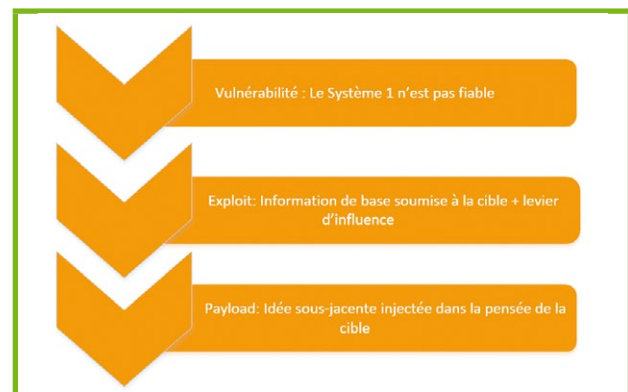 Vulnérabilité : Le Système 1 n’est pas fiable
Exploit: Information de base soumise à la cible + levier
d’influence
Payload: Idée sous-jacente injectée dans la pensée de la
cible